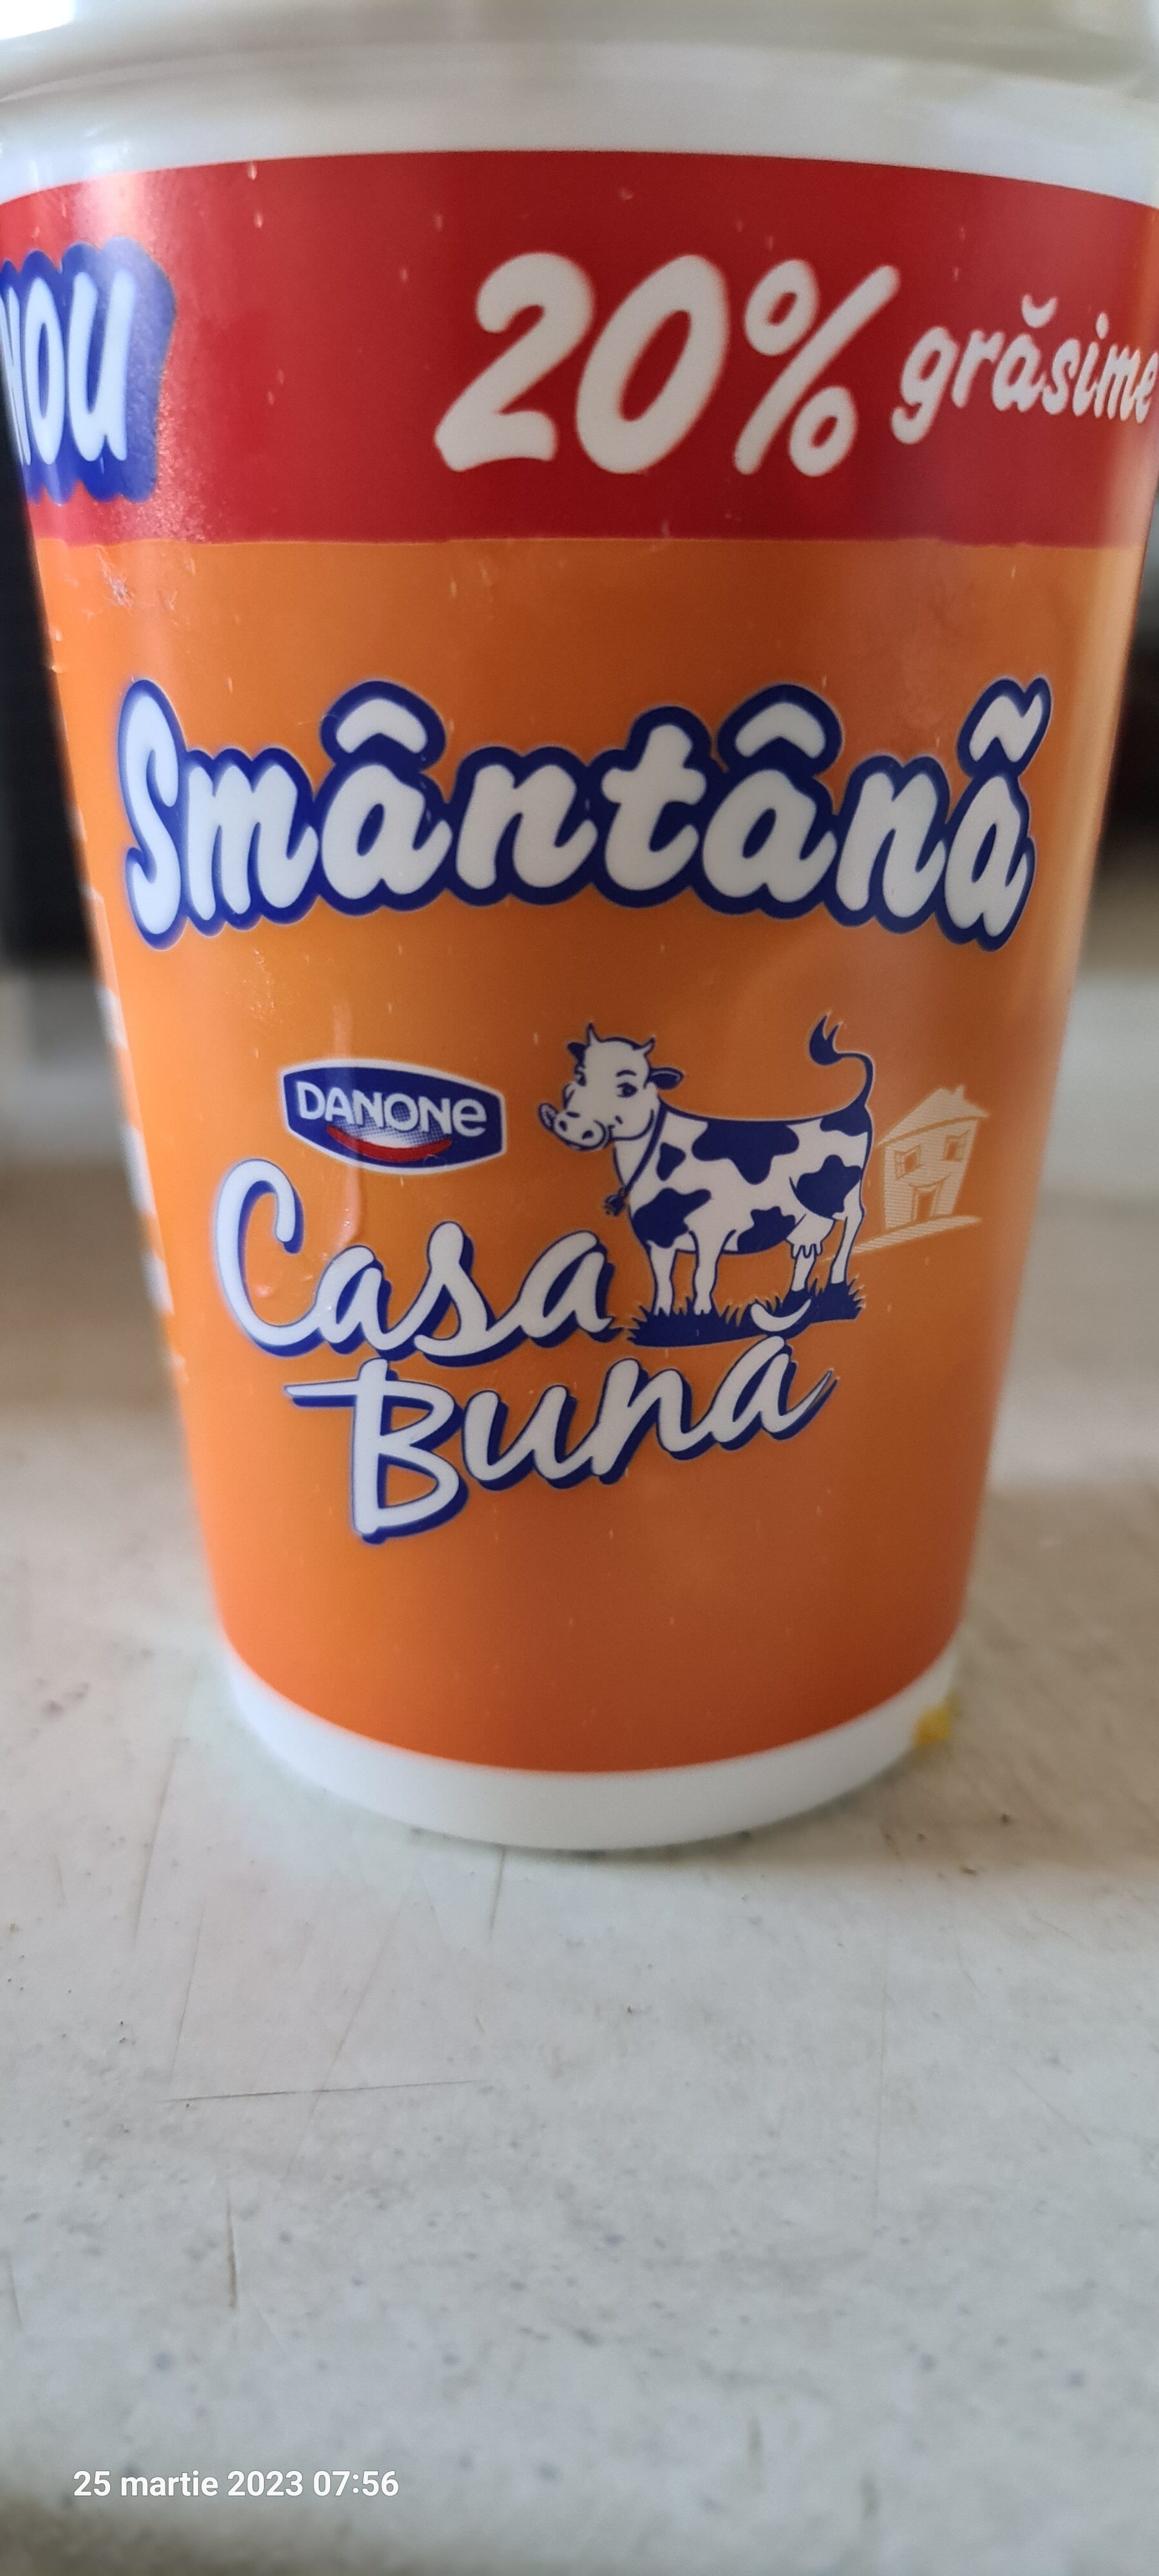 NOU
20% grăsime
Smântână
DANONE
Casa
Bună
25 martie 2023 07:56